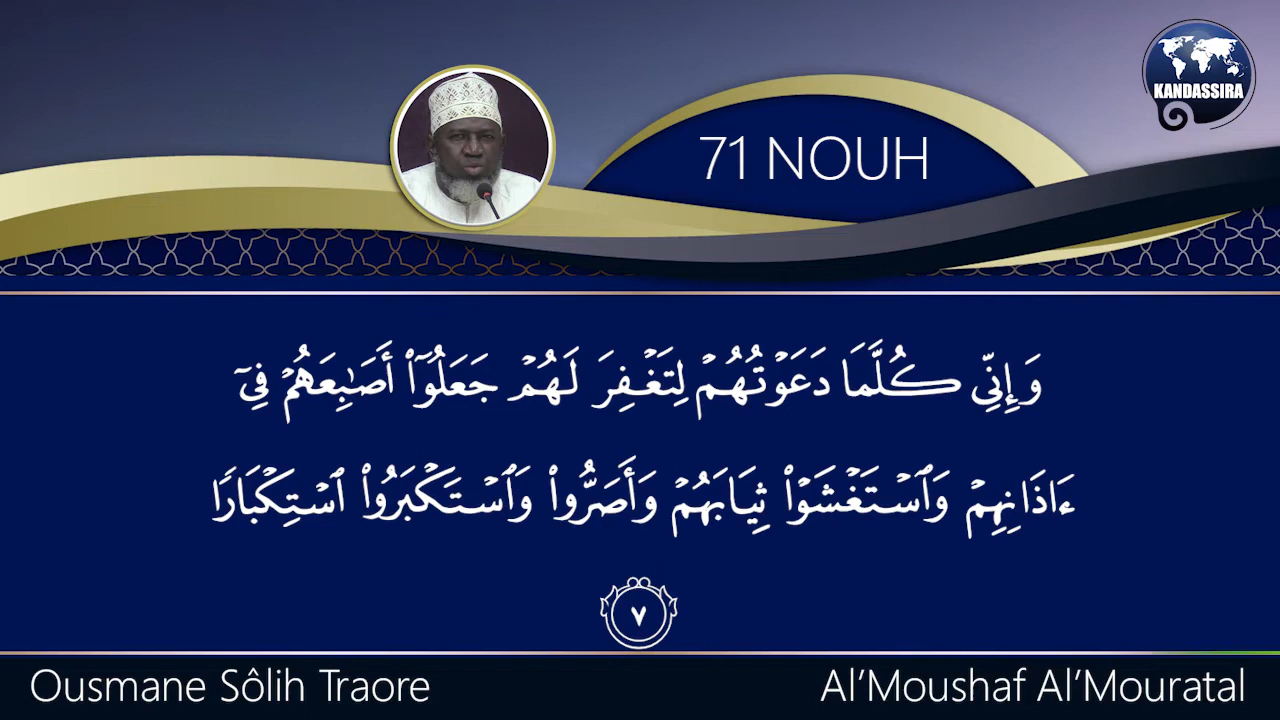 KANDASSIRA
71 NOUH
وَإِنِّي كُلَّمَا دَعَوۡتُهُمۡ لِتَغۡفِرَ لَهُمۡ جَعَلُوٓاْ أَصَٰبِعَهُمۡ فِيٓ
ءَاذَانِهِمۡ وَٱسۡتَغۡشَوۡاْ ثِيَابَهُمۡ وَأَصَرُّواْ وَٱسۡتَكۡبَرُواْ ٱسۡتِكۡبَارٗا
٧
Ousmane Sôlih Traore
Al’Moushaf Al’Mouratal